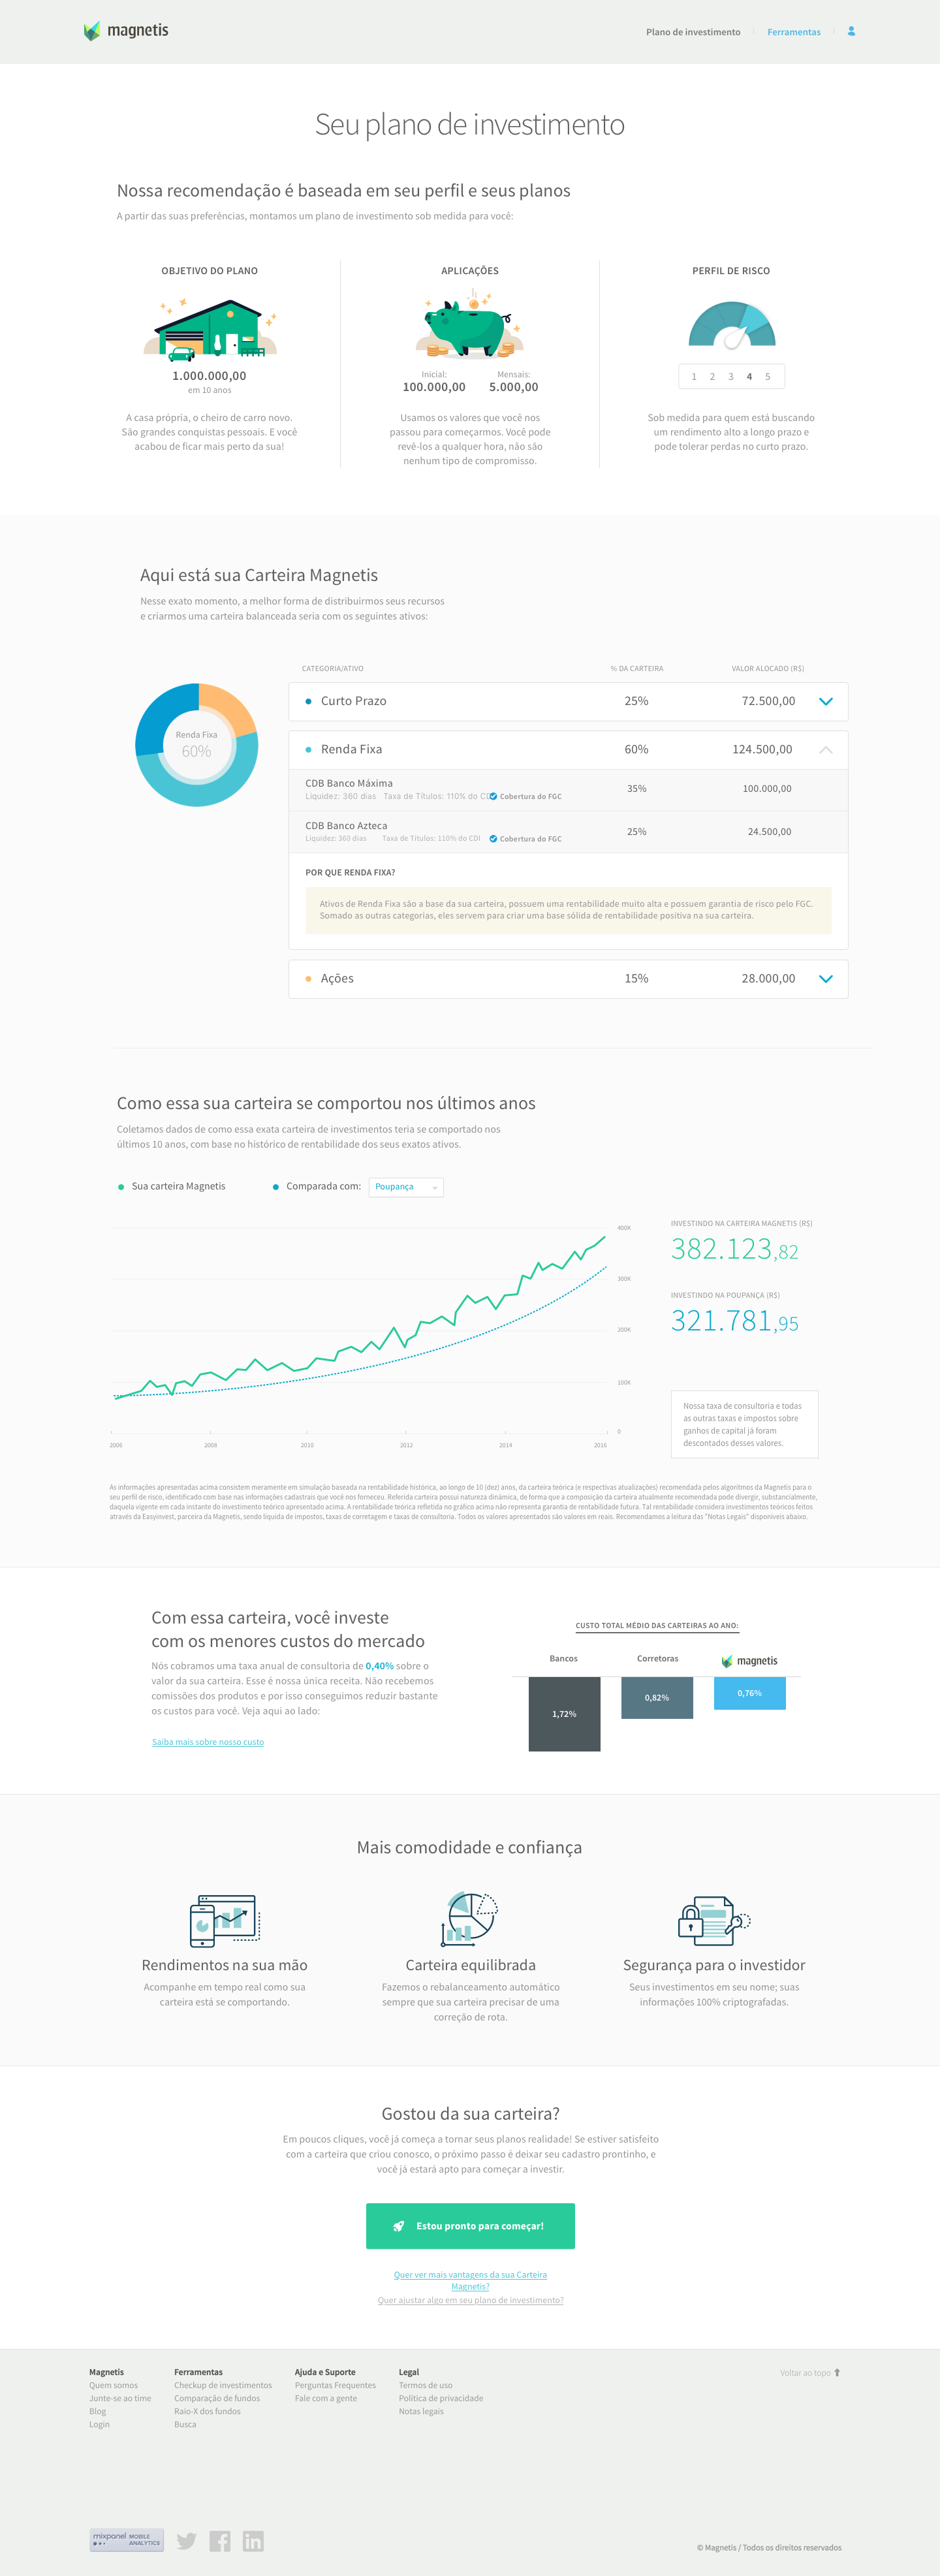 magnetis
Plano de investimento
Ferramentas
Seu plano de investimento
Nossa recomendação é baseada em seu perfil e seus planos
A partir das suas preferências, montamos um plano de investimento sob medida para você:
OBJETIVO DO PLANO
1.000.000,00
em 10 anos
A casa própria, o cheiro de carro novo.
São grandes conquistas pessoais. E você
acabou de ficar mais perto da sua!
APLICAÇÕES
Inicial:
100.000,00
Mensais:
5.000,00
Usamos os valores que você nos
passou para começarmos. Você pode
revê-los a qualquer hora, não são
nenhum tipo de compromisso.
PERFIL DE RISCO
1 2 3 4 5
Sob medida para quem está buscando
um rendimento alto a longo prazo e
pode tolerar perdas no curto prazo.
Aqui está sua Carteira Magnetis
Nesse exato momento, a melhor forma de distribuirmos seus recursos
e criarmos uma carteira balanceada seria com os seguintes ativos:
Renda Fixa
60%
CATEGORIA/ATIVO % DA CARTEIRA VALOR ALOCADO (R$)
Curto Prazo 25% 72.500,00
Renda Fixa 60% 124.500,00
CDB Banco Máxima
Liquidez: 360 dias Taxa de Títulos: 110% do CD Cobertura do FGC
35% 100.000,00
CDB Banco Azteca
Liquidez: 360 dias Taxa de Títulos: 110% do CDI Cobertura do FGC
25% 24.500,00
POR QUE RENDA FIXA?
Ativos de Renda Fixa são a base da sua carteira, possuem uma rentabilidade muito alta e possuem garantia de risco pelo FGC.
Somado as outras categorias, eles servem para criar uma base sólida de rentabilidade positiva na sua carteira.
Ações 15% 28.000,00
Como essa sua carteira se comportou nos últimos anos
Coletamos dados de como essa exata carteira de investimentos teria se comportado nos
últimos 10 anos, com base no histórico de rentabilidade dos seus exatos ativos.
Sua carteira Magnetis
Comparada com: Poupança
400K
300K
200K
100K
0
2006 2008 2010 2012 2014 2016
INVESTINDO NA CARTEIRA MAGNETIS (R$)
382.123,82
INVESTINDO NA POUPANÇA (R$)
321.781,95
Nossa taxa de consultoria e todas
as outras taxas e impostos sobre
ganhos de capital já foram
descontados desses valores.
As informações apresentadas acima consistem meramente em simulação baseada na rentabilidade histórica, ao longo de 10 (dez) anos, da carteira teórica (e respectivas atualizações) recomendada pelos algoritmos da Magnetis para o
seu perfil de risco, identificado com base nas informações cadastrais que você nos forneceu. Referida carteira possui natureza dinâmica, de forma que a composição da carteira atualmente recomendada pode divergir, substancialmente,
daquela vigente em cada instante do investimento teórico apresentado acima. A rentabilidade teórica refletida no gráfico acima não representa garantia de rentabilidade futura. Tal rentabilidade considera investimentos teóricos feitos
através da Easyinvest, parceira da Magnetis, sendo líquida de impostos, taxas de corretagem e taxas de consultoria. Todos os valores apresentados são valores em reais. Recomendamos a leitura das "Notas Legais" disponíveis abaixo.
Com essa carteira, você investe
com os menores custos do mercado
Nós cobramos uma taxa anual de consultoria de 0,40% sobre o
valor da sua carteira. Esse é nossa única receita. Não recebemos
comissões dos produtos e por isso conseguimos reduzir bastante
os custos para você. Veja aqui ao lado:
Saiba mais sobre nosso custo
CUSTO TOTAL MÉDIO DAS CARTEIRAS AO ANO:
Bancos Corretoras magnetis
1,72% 0,82% 0,76%
Mais comodidade e confiança
Rendimentos na sua mão
Acompanhe em tempo real como sua
carteira está se comportando.
Carteira equilibrada
Fazemos o rebalanceamento automático
sempre que sua carteira precisar de uma
correção de rota.
Segurança para o investidor
Seus investimentos em seu nome; suas
informações 100% criptografadas.
Gostou da sua carteira?
Em poucos cliques, você já começa a tornar seus planos realidade! Se estiver satisfeito
com a carteira que criou conosco, o próximo passo é deixar seu cadastro prontinho, e
você já estará apto para começar a investir.
Estou pronto para começar!
Quer ver mais vantagens da sua Carteira
Magnetis?
Quer ajustar algo em seu plano de investimento?
Magnetis
Quem somos
Junte-se ao time
Blog
Login
Ferramentas
Checkup de investimentos
Comparação de fundos
Raio-X dos fundos
Busca
Ajuda e Suporte
Perguntas Frequentes
Fale com a gente
Legal
Termos de uso
Política de privacidade
Notas legais
Voltar ao topo
mixpanel MOBILE
ANALYTICS
© Magnetis / Todos os direitos reservados